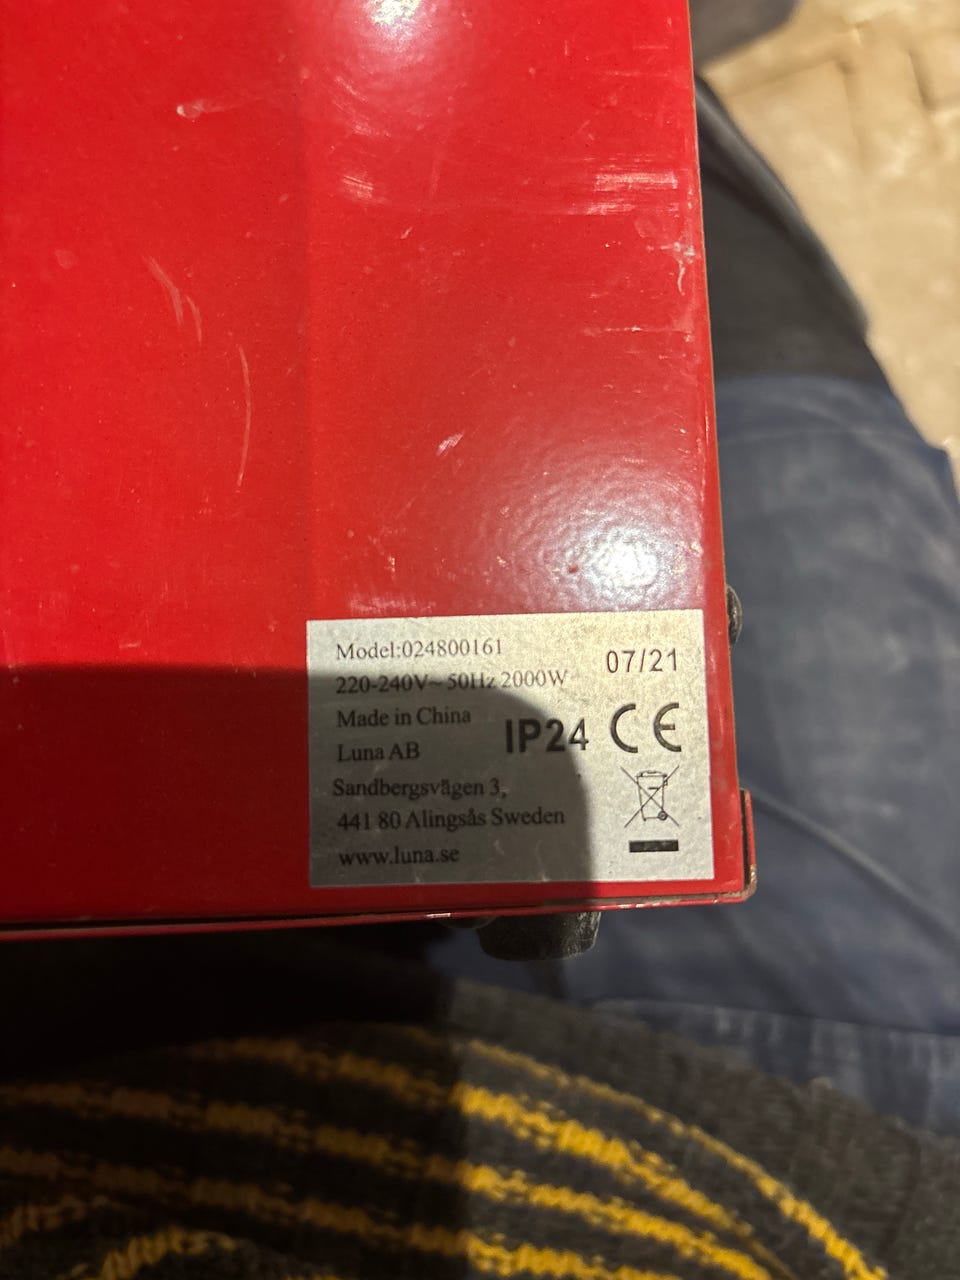 Model:024800161
07/21
220-240V~ 50Hz 2000W
Made in China
IP24 CE
Luna AB
Sandbergsvägen 3,
441 80 Alingsås Sweden
www.luna.se